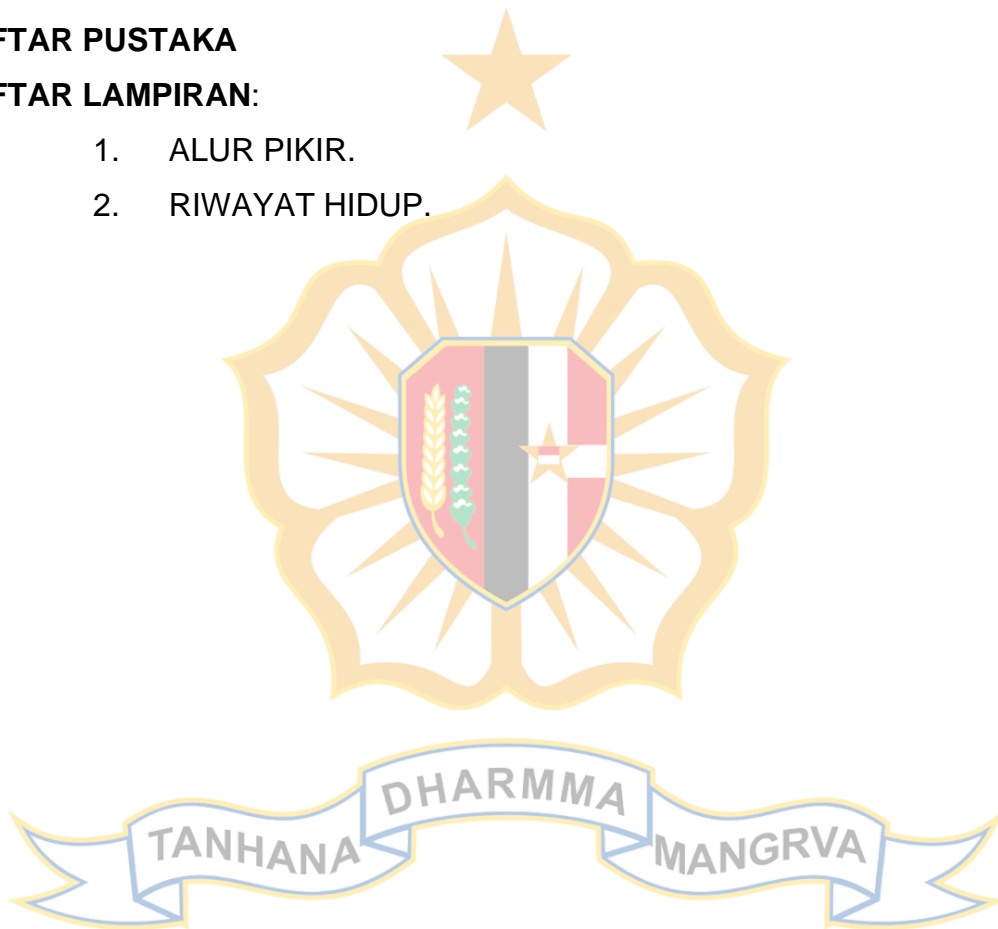 FTAR PUSTAKA
FTAR LAMPIRAN:
1. ALUR PIKIR.
2. RIWAYAT HIDUP.
TANHANA DHARMMA MANGRVA